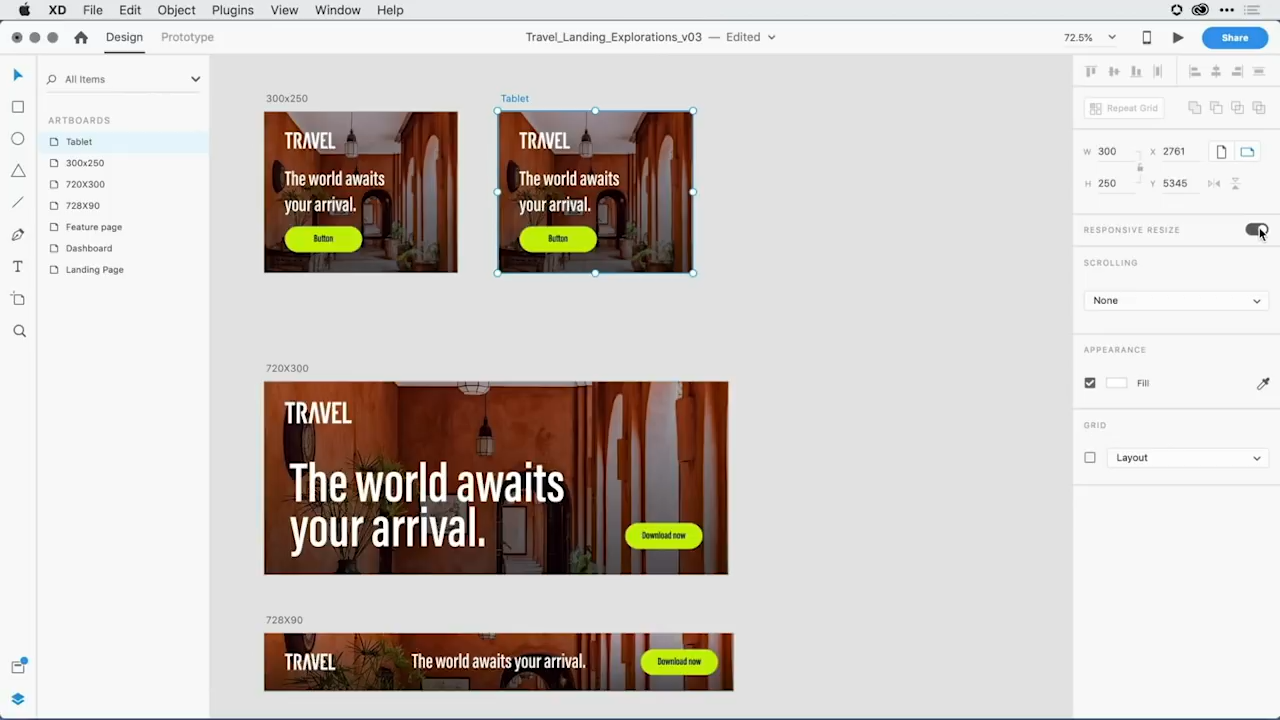 XD File Edit Object Plugins View Window Help
Design Prototype Travel_Landing_Explorations_v03 — Edited 72.5% Share
All Items
ARTBOARDS
Tablet
300x250
720X300
728X90
Feature page
Dashboard
Landing Page
300x250
TRAVEL
The world awaits
your arrival.
Button
Tablet
TRAVEL
The world awaits
your arrival.
Button
720X300
TRAVEL
The world awaits
your arrival.
Download now
728X90
TRAVEL The world awaits your arrival. Download now
Repeat Grid
W 300 X 2761
H 250 Y 5345
RESPONSIVE RESIZE
SCROLLING
None
APPEARANCE
Fill
GRID
Layout